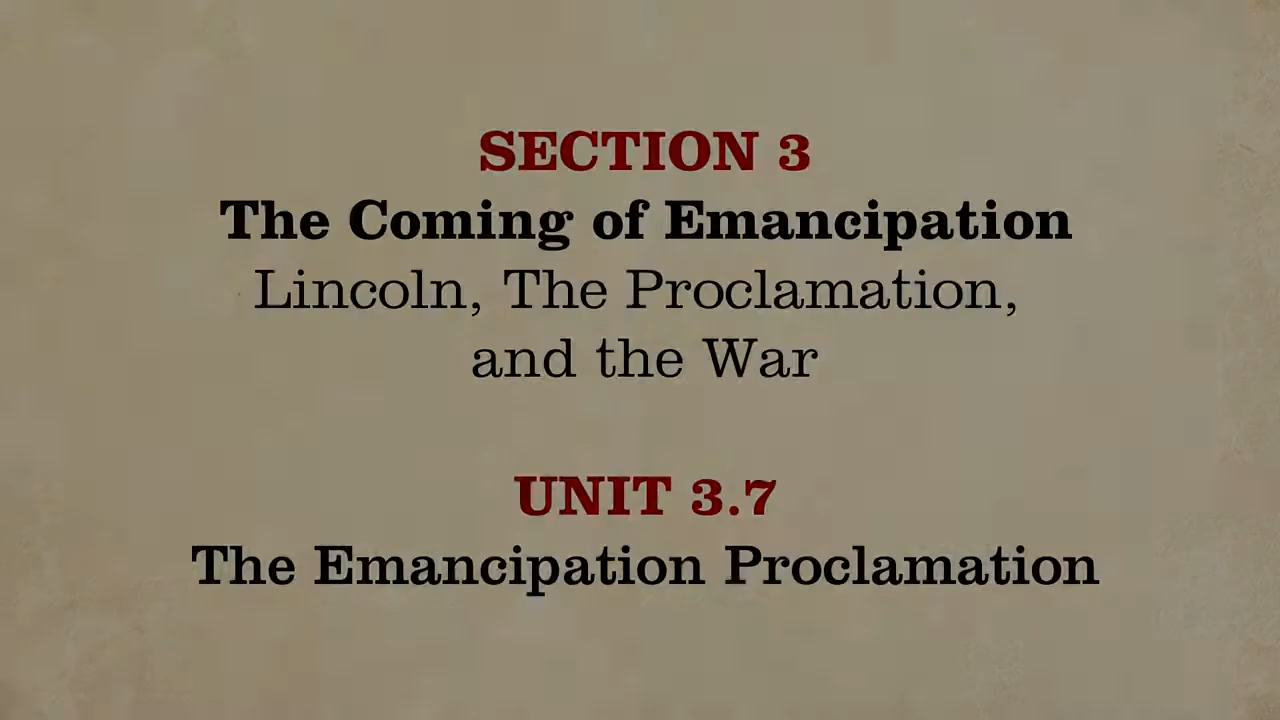 SECTION 3
The Coming of Emancipation
Lincoln, The Proclamation,
and the War
UNIT 3.7
The Emancipation Proclamation